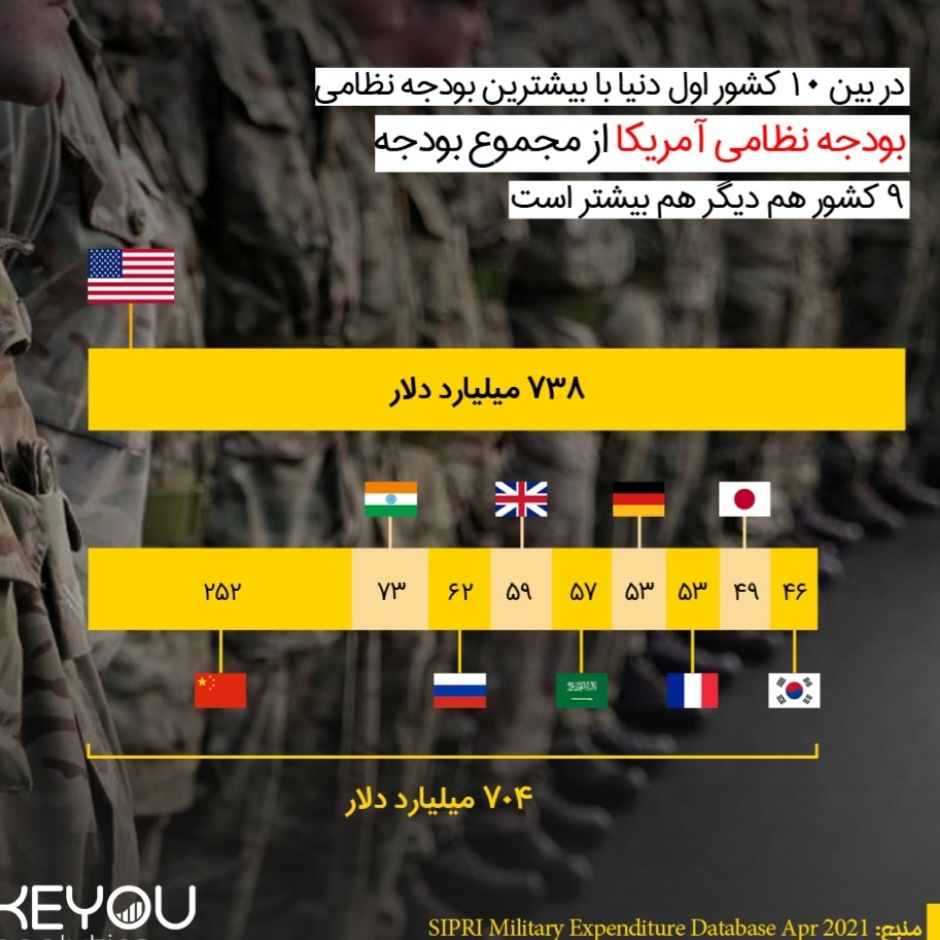 در بین ۱۰ کشور اول دنیا با بیشترین بودجه نظامی
بودجه نظامی آمریکا از مجموع بودجه
۹ کشور هم دیگر هم بیشتر است
۷۳۸ میلیارد دلار
۲۵۲ ۷۳ ۶۲ ۵۹ ۵۷ ۵۳ ۵۳ ۴۹ ۴۶
۷۰۴ میلیارد دلار
KEYOU
منبع: SIPRI Military Expenditure Database Apr 2021